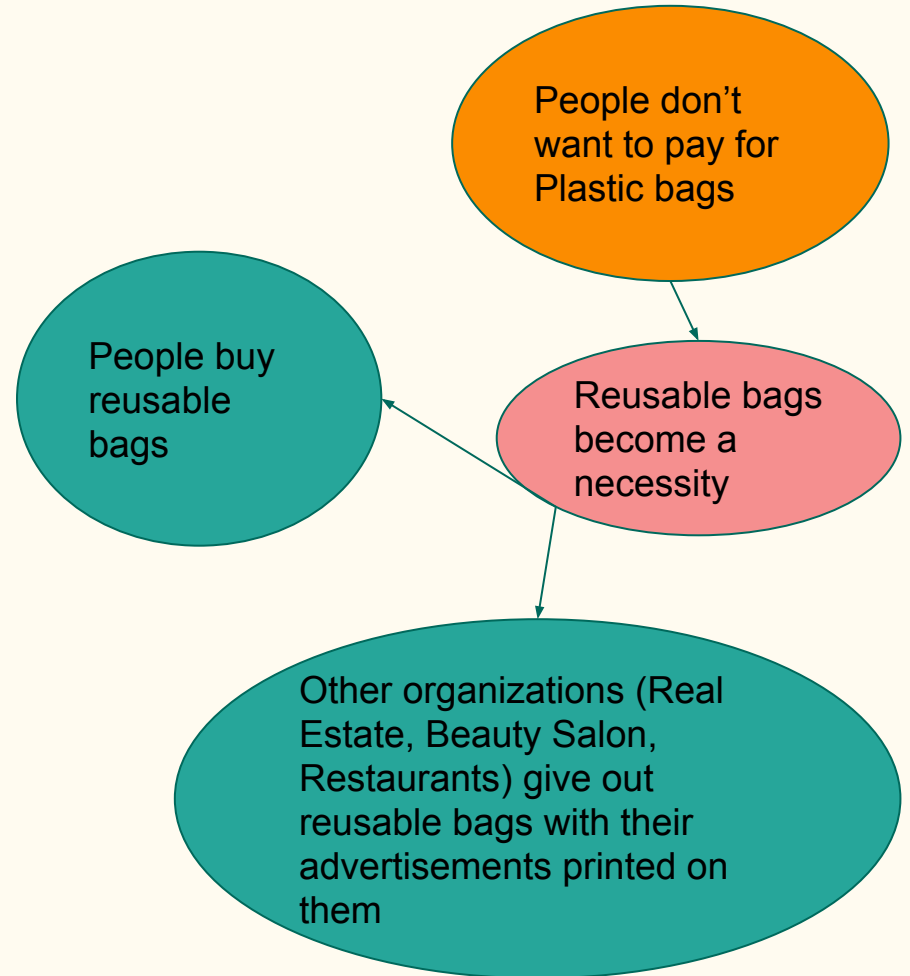 People don’t
want to pay for
Plastic bags
People buy
reusable
bags
Reusable bags
become a
necessity
Other organizations (Real
Estate, Beauty Salon,
Restaurants) give out
reusable bags with their
advertisements printed on
them